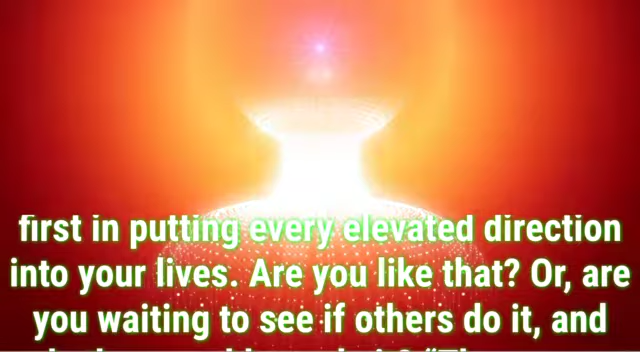 first in putting every elevated direction
into your lives. Are you like that? Or, are
you waiting to see if others do it, and